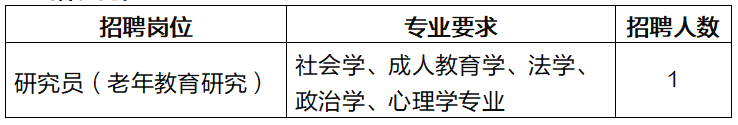 招聘岗位 专业要求 招聘人数
研究员（老年教育研究） 社会学、成人教育学、法学、 1
政治学、心理学专业